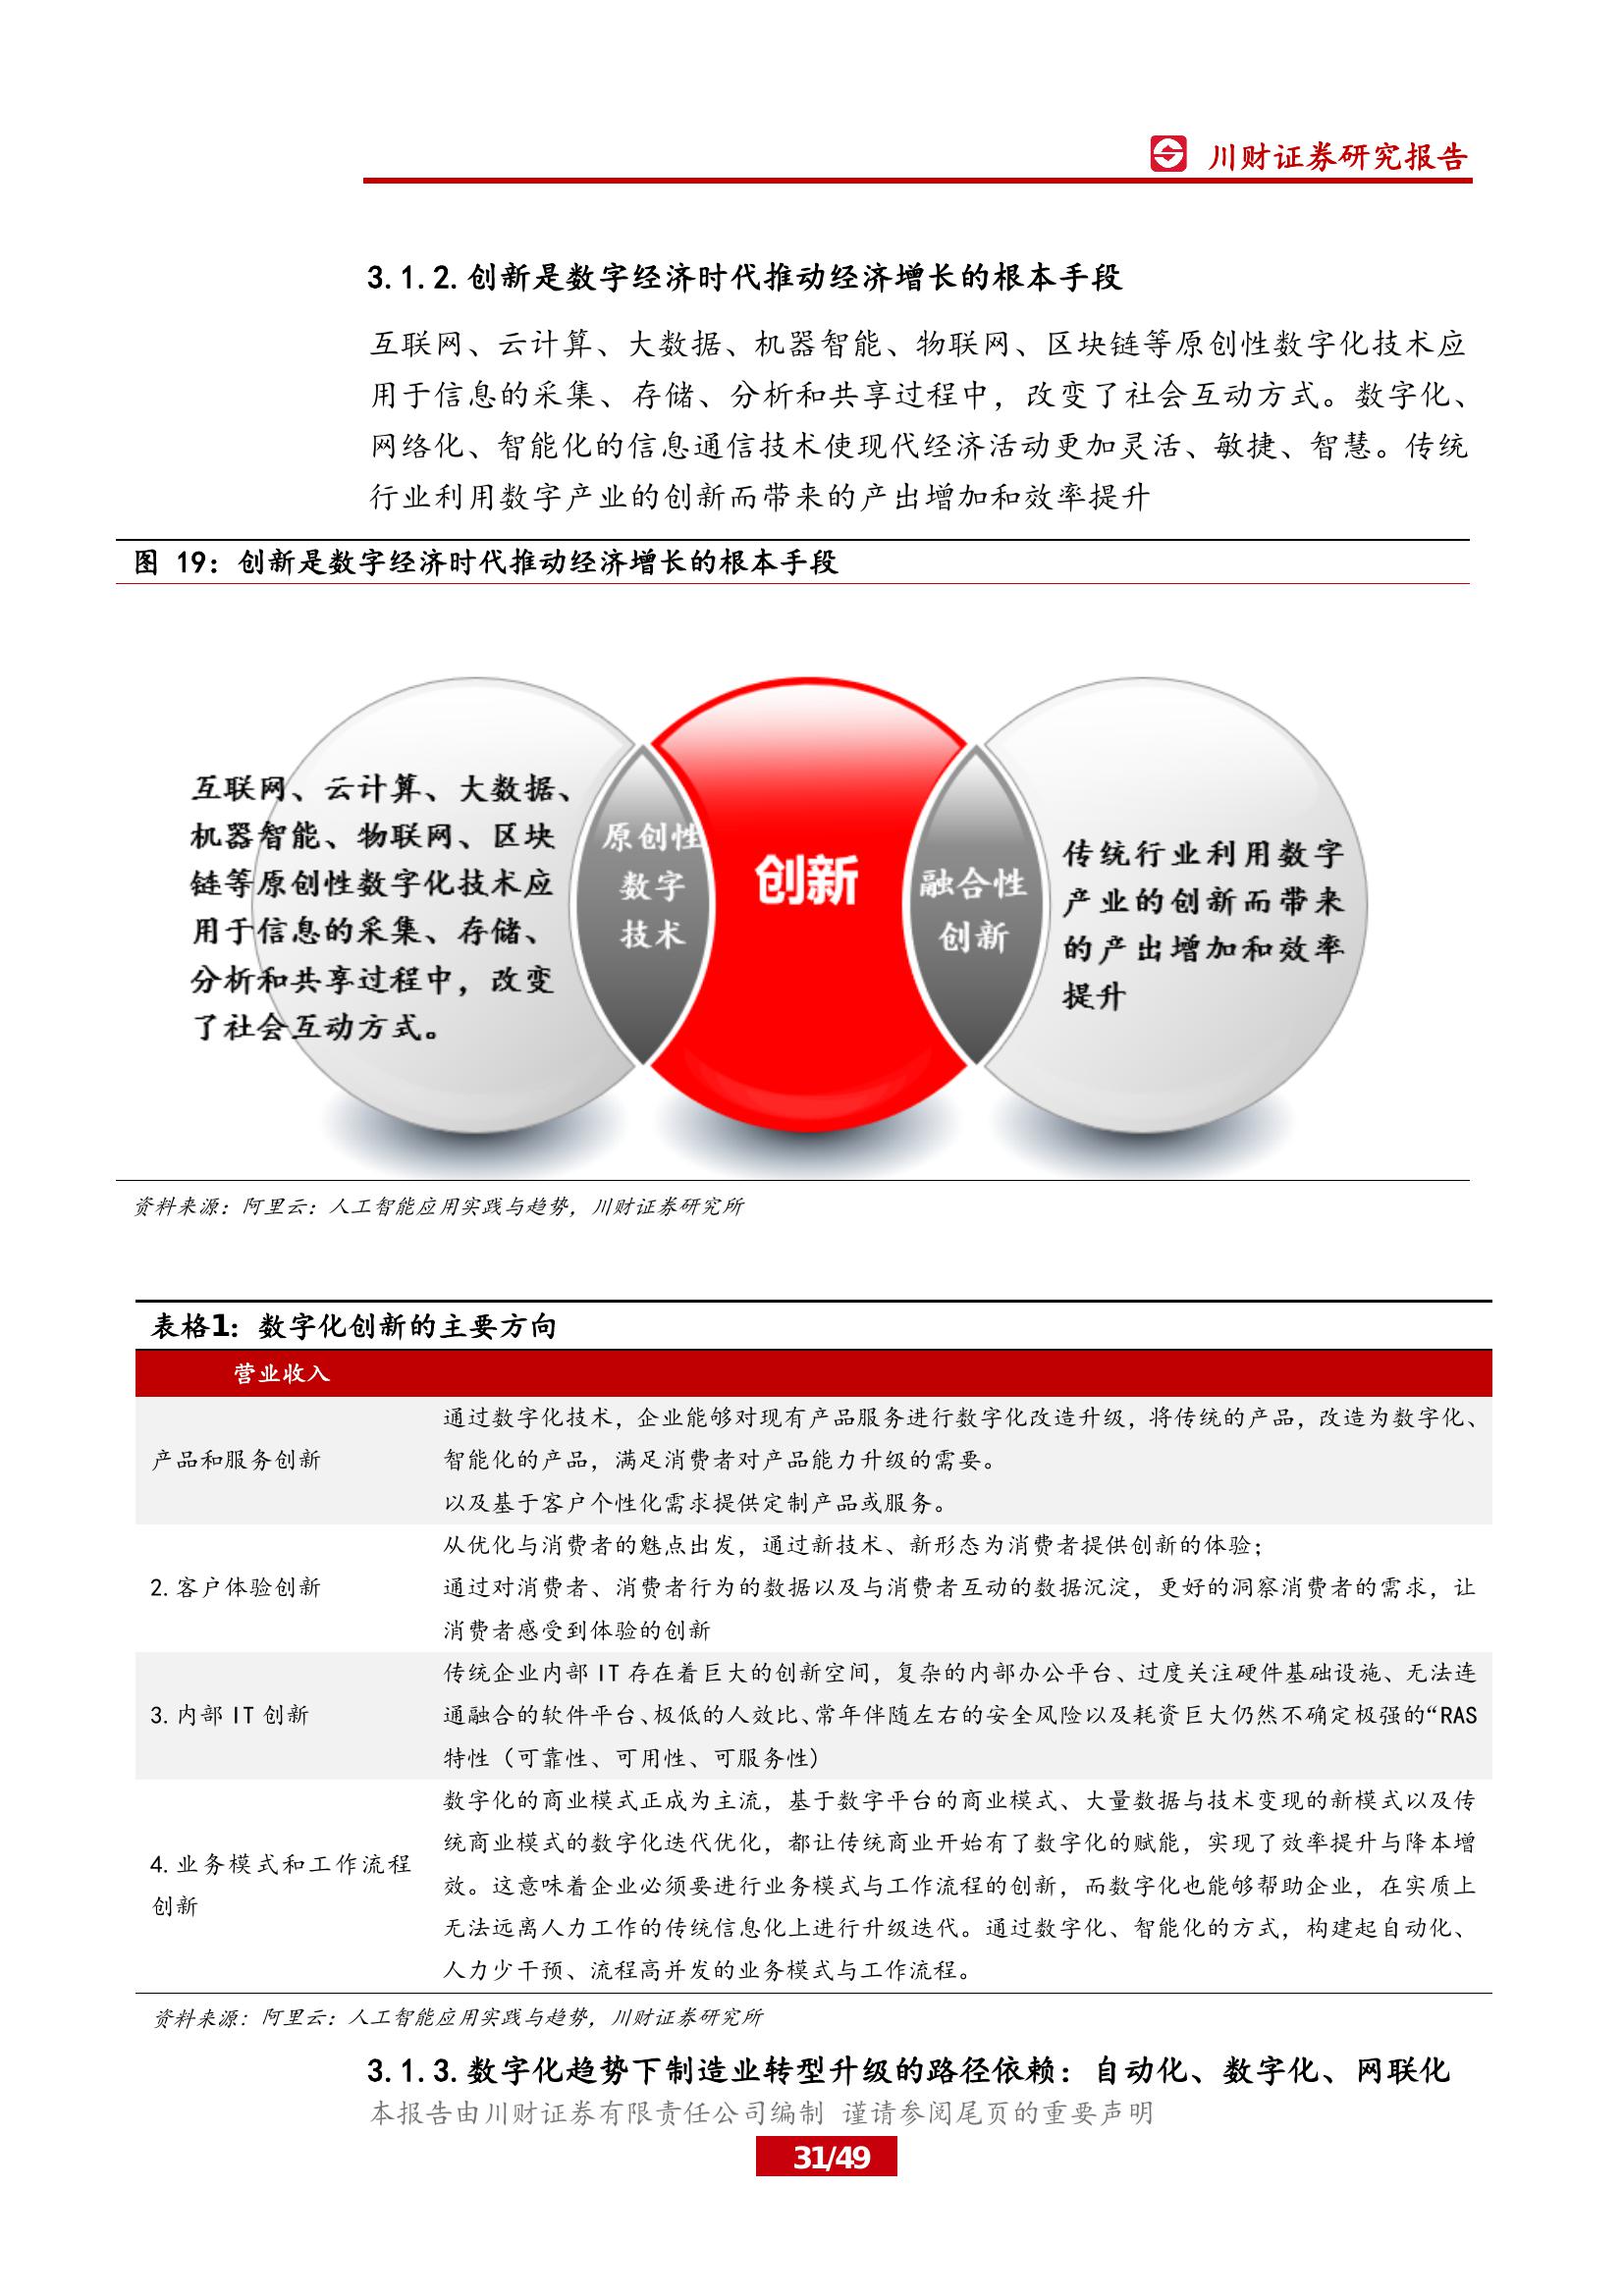 川财证券研究报告
3.1.2.创新是数字经济时代推动经济增长的根本手段
互联网、云计算、大数据、机器智能、物联网、区块链等原创性数字化技术应
用于信息的采集、存储、分析和共享过程中，改变了社会互动方式。数字化、
网络化、智能化的信息通信技术使现代经济活动更加灵活、敏捷、智慧。传统
行业利用数字产业的创新而带来的产出增加和效率提升
图 19：创新是数字经济时代推动经济增长的根本手段
互联网、云计算、大数据、
机器智能、物联网、区块
链等原创性数字化技术应
用于信息的采集、存储、
分析和共享过程中，改变
了社会互动方式。
原创性
数字
技术
创新
融合性
创新
传统行业利用数字
产业的创新而带来
的产出增加和效率
提升
资料来源：阿里云：人工智能应用实践与趋势，川财证券研究所
表格1：数字化创新的主要方向
营业收入
产品和服务创新
通过数字化技术，企业能够对现有产品服务进行数字化改造升级，将传统的产品，改造为数字化、
智能化的产品，满足消费者对产品能力升级的需要。
以及基于客户个性化需求提供定制产品或服务。
2.客户体验创新
从优化与消费者的魅点出发，通过新技术、新形态为消费者提供创新的体验；
通过对消费者、消费者行为的数据以及与消费者互动的数据沉淀，更好的洞察消费者的需求，让
消费者感受到体验的创新
3.内部 IT 创新
传统企业内部 IT 存在着巨大的创新空间，复杂的内部办公平台、过度关注硬件基础设施、无法连
通融合的软件平台、极低的人效比、常年伴随左右的安全风险以及耗资巨大仍然不确定极强的“RAS
特性（可靠性、可用性、可服务性）
4.业务模式和工作流程
创新
数字化的商业模式正成为主流，基于数字平台的商业模式、大量数据与技术变现的新模式以及传
统商业模式的数字化迭代优化，都让传统商业开始有了数字化的赋能，实现了效率提升与降本增
效。这意味着企业必须要进行业务模式与工作流程的创新，而数字化也能够帮助企业，在实质上
无法远离人力工作的传统信息化上进行升级迭代。通过数字化、智能化的方式，构建起自动化、
人力少干预、流程高并发的业务模式与工作流程。
资料来源：阿里云：人工智能应用实践与趋势，川财证券研究所
3.1.3.数字化趋势下制造业转型升级的路径依赖：自动化、数字化、网联化
本报告由川财证券有限责任公司编制 谨请参阅尾页的重要声明
31/49